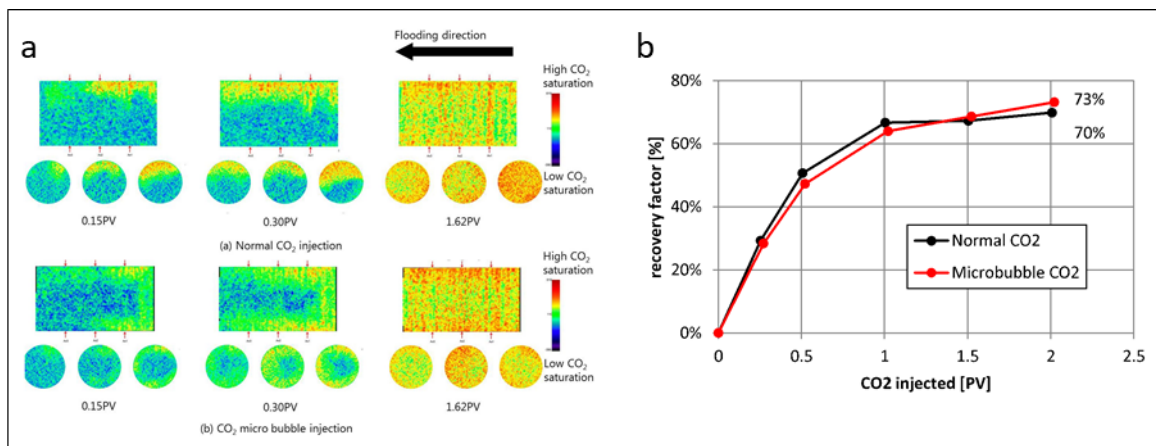 a
Flooding direction
High CO2
saturation
Low CO2
saturation
0.15PV
0.30PV
1.62PV
(a) Normal CO2 injection
High CO2
saturation
Low CO2
saturation
0.15PV
0.30PV
1.62PV
(b) CO2 micro bubble injection
b
80%
60%
40%
20%
0%
recovery factor [%]
73%
70%
Normal CO2
Microbubble CO2
0
0.5
1
1.5
2
2.5
CO2 injected [PV]